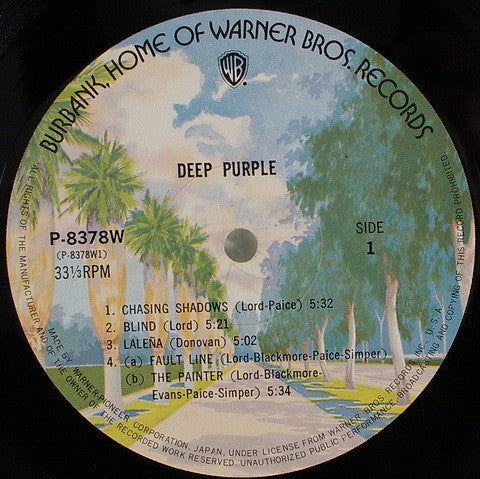 BURBANK, HOME OF WARNER BROS. RECORDS
WB
DEEP PURPLE
P-8378W
(P-8378W1)
33⅓RPM
SIDE
1
1. CHASING SHADOWS (Lord-Paice) 5:32
2. BLIND (Lord) 5:21
3. LALENA (Donovan) 5:02
4. (a) FAULT LINE (Lord-Blackmore-Paice-Simper)
(b) THE PAINTER (Lord-Blackmore-
Evans-Paice-Simper) 5:34
MADE BY WARNER-PIONEER CORPORATION, JAPAN, UNDER LICENSE FROM WARNER BROS RECORDS INC., U.S.A.
ALL RIGHTS OF THE MANUFACTURER AND OF THE OWNER OF THE RECORDED WORK RESERVED. UNAUTHORIZED PUBLIC PERFORMANCE, BROADCASTING AND COPYING OF THIS RECORD PROHIBITED